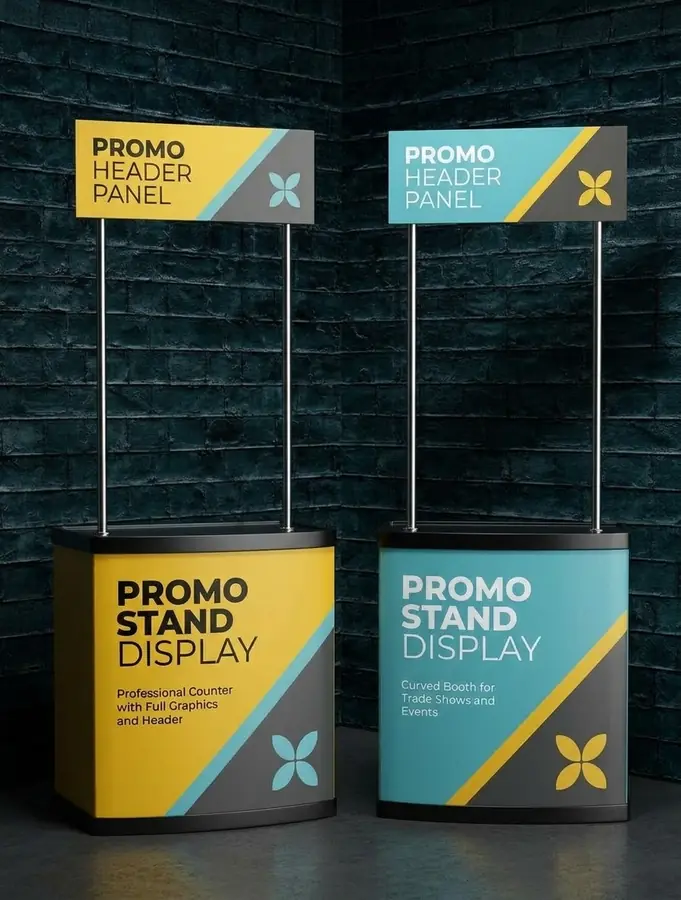 PROMO
HEADER
PANEL
PROMO
HEADER
PANEL
PROMO
STAND
DISPLAY
Professional Counter
with Full Graphics
and Header
PROMO
STAND
DISPLAY
Curved Booth for
Trade Shows and
Events